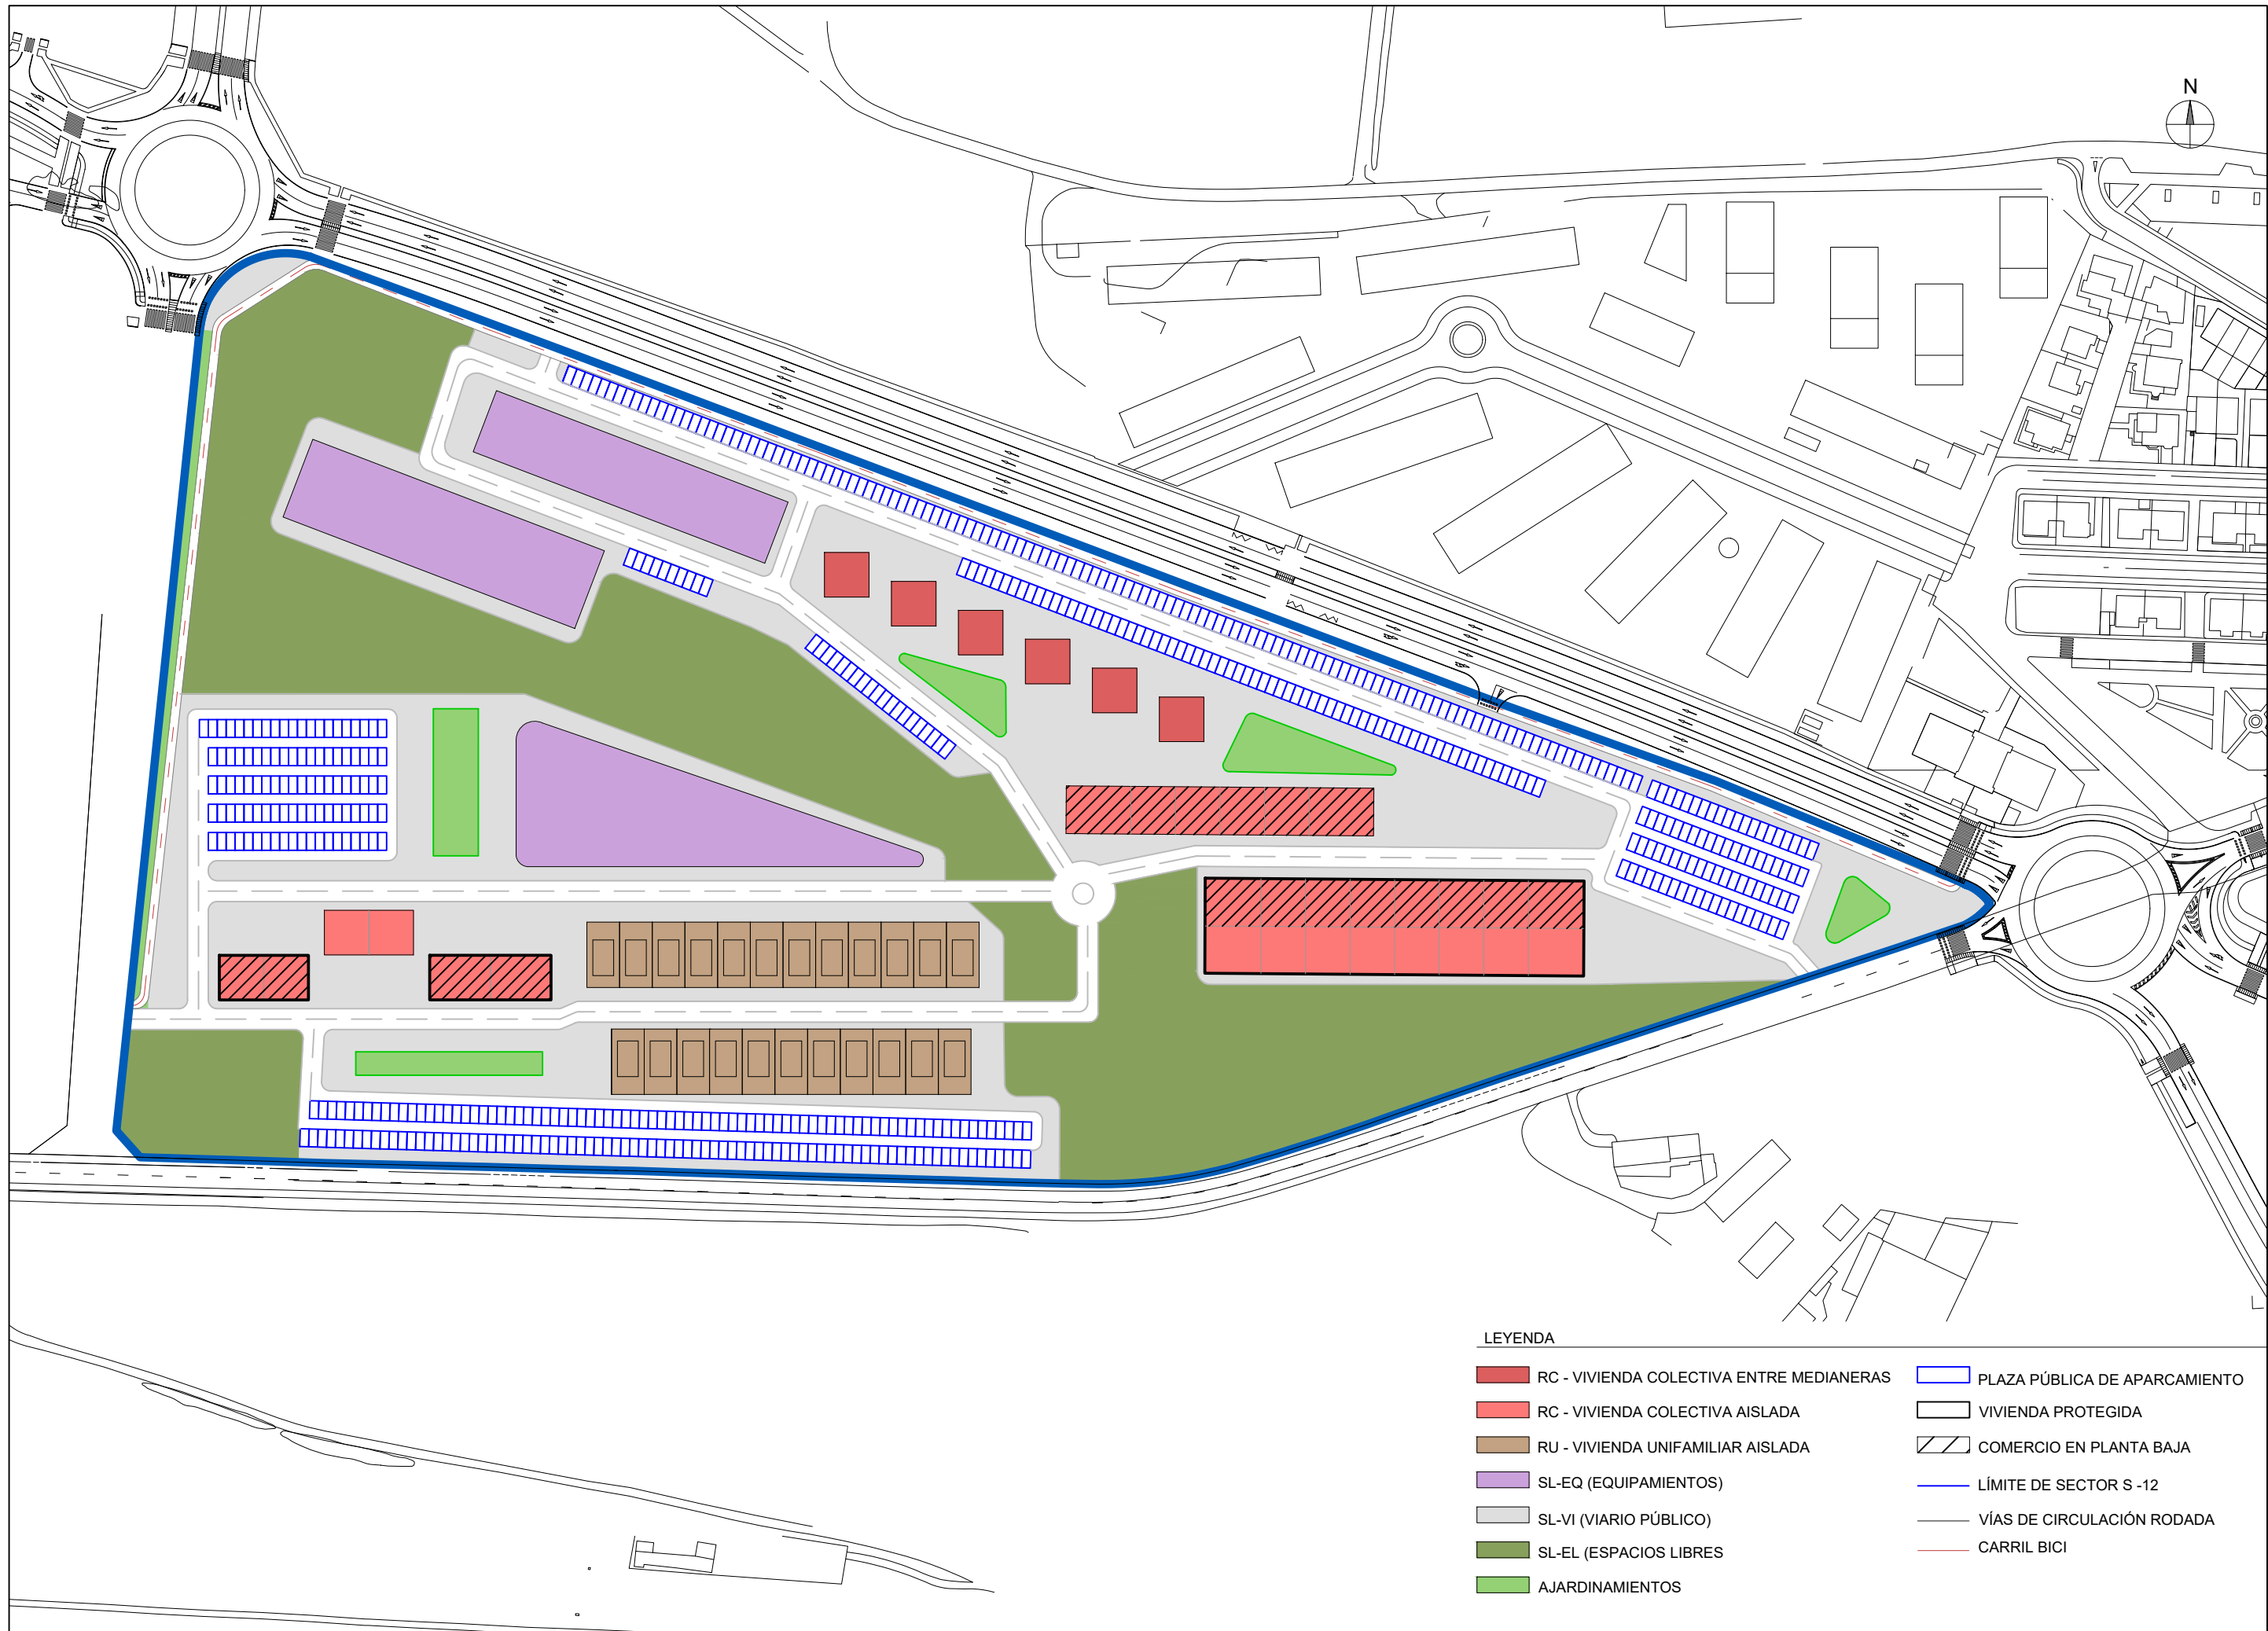 N
LEYENDA
RC - VIVIENDA COLECTIVA ENTRE MEDIANERAS
RC - VIVIENDA COLECTIVA AISLADA
RU - VIVIENDA UNIFAMILIAR AISLADA
SL-EQ (EQUIPAMIENTOS)
SL-VI (VIARIO PÚBLICO)
SL-EL (ESPACIOS LIBRES
AJARDINAMIENTOS
PLAZA PÚBLICA DE APARCAMIENTO
VIVIENDA PROTEGIDA
COMERCIO EN PLANTA BAJA
LÍMITE DE SECTOR S -12
VÍAS DE CIRCULACIÓN RODADA
CARRIL BICI